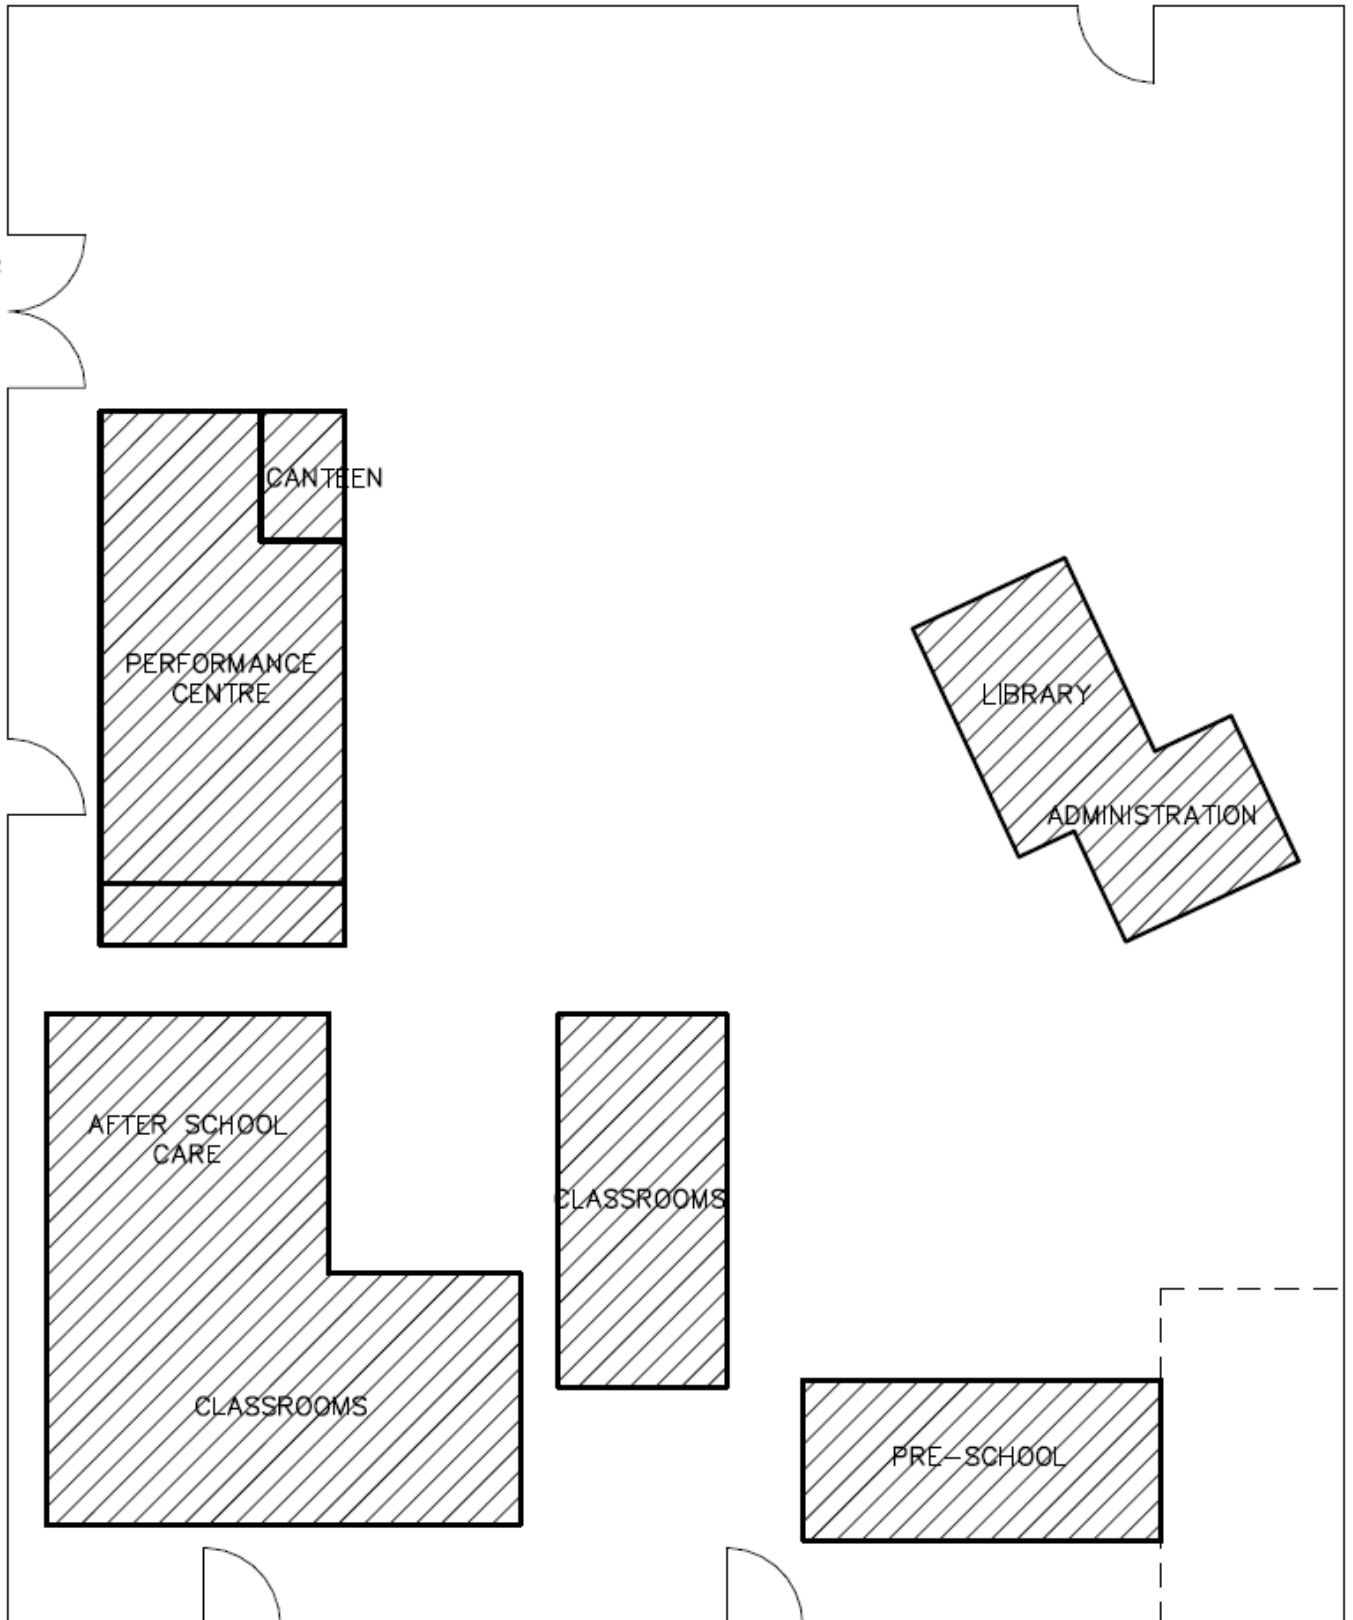 CANTEEN
PERFORMANCE
CENTRE
LIBRARY
ADMINISTRATION
AFTER SCHOOL
CARE
CLASSROOMS
CLASSROOMS
PRE-SCHOOL